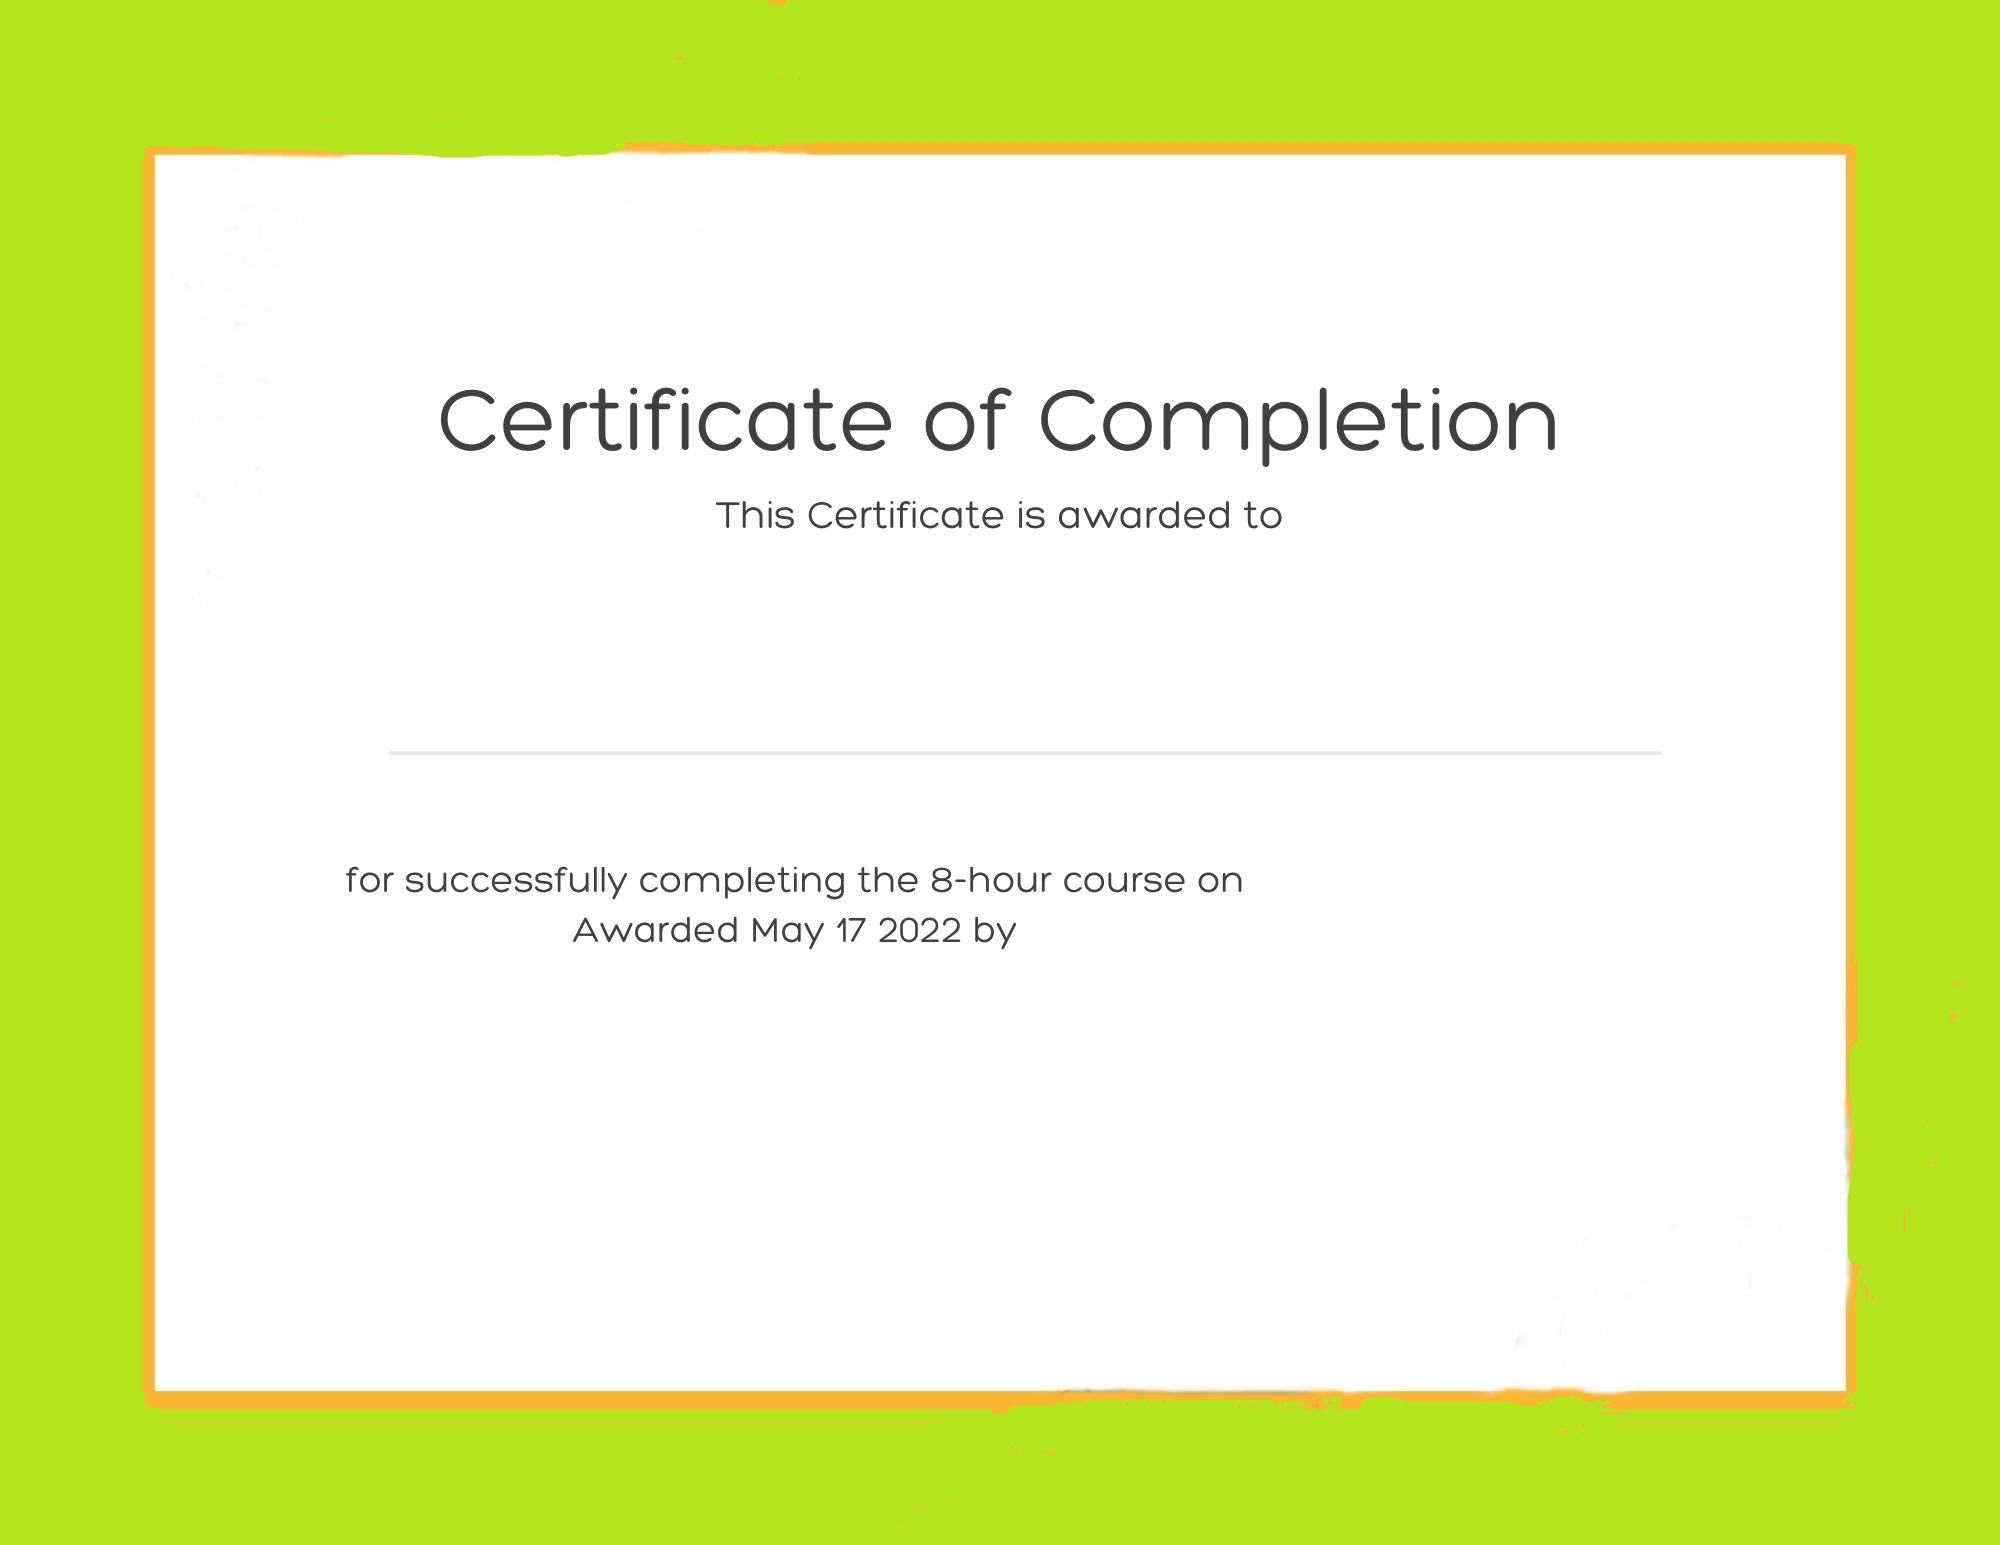 Certificate of Completion
This Certificate is awarded to
for successfully completing the 8-hour course on
Awarded May 17 2022 by